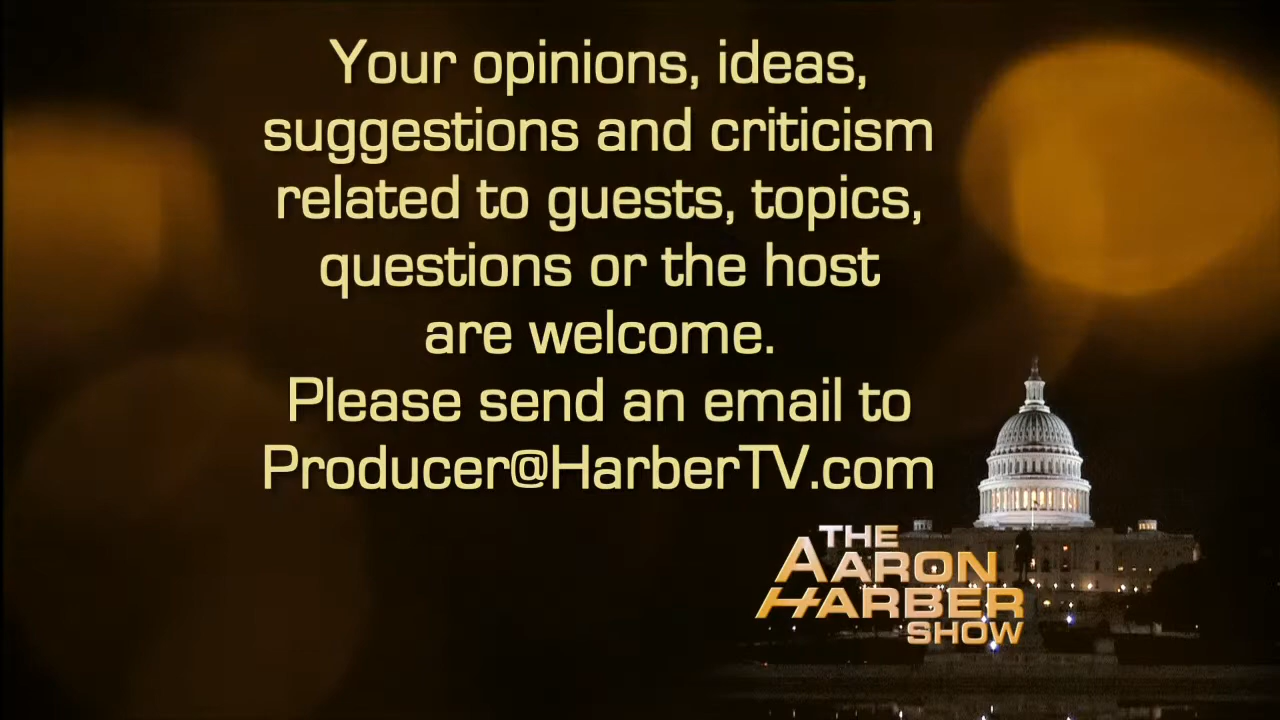 Your opinions, ideas,
suggestions and criticism
related to guests, topics,
questions or the host
are welcome.
Please send an email to
Producer@HarberTV.com
THE
AARON
HARBER
SHOW